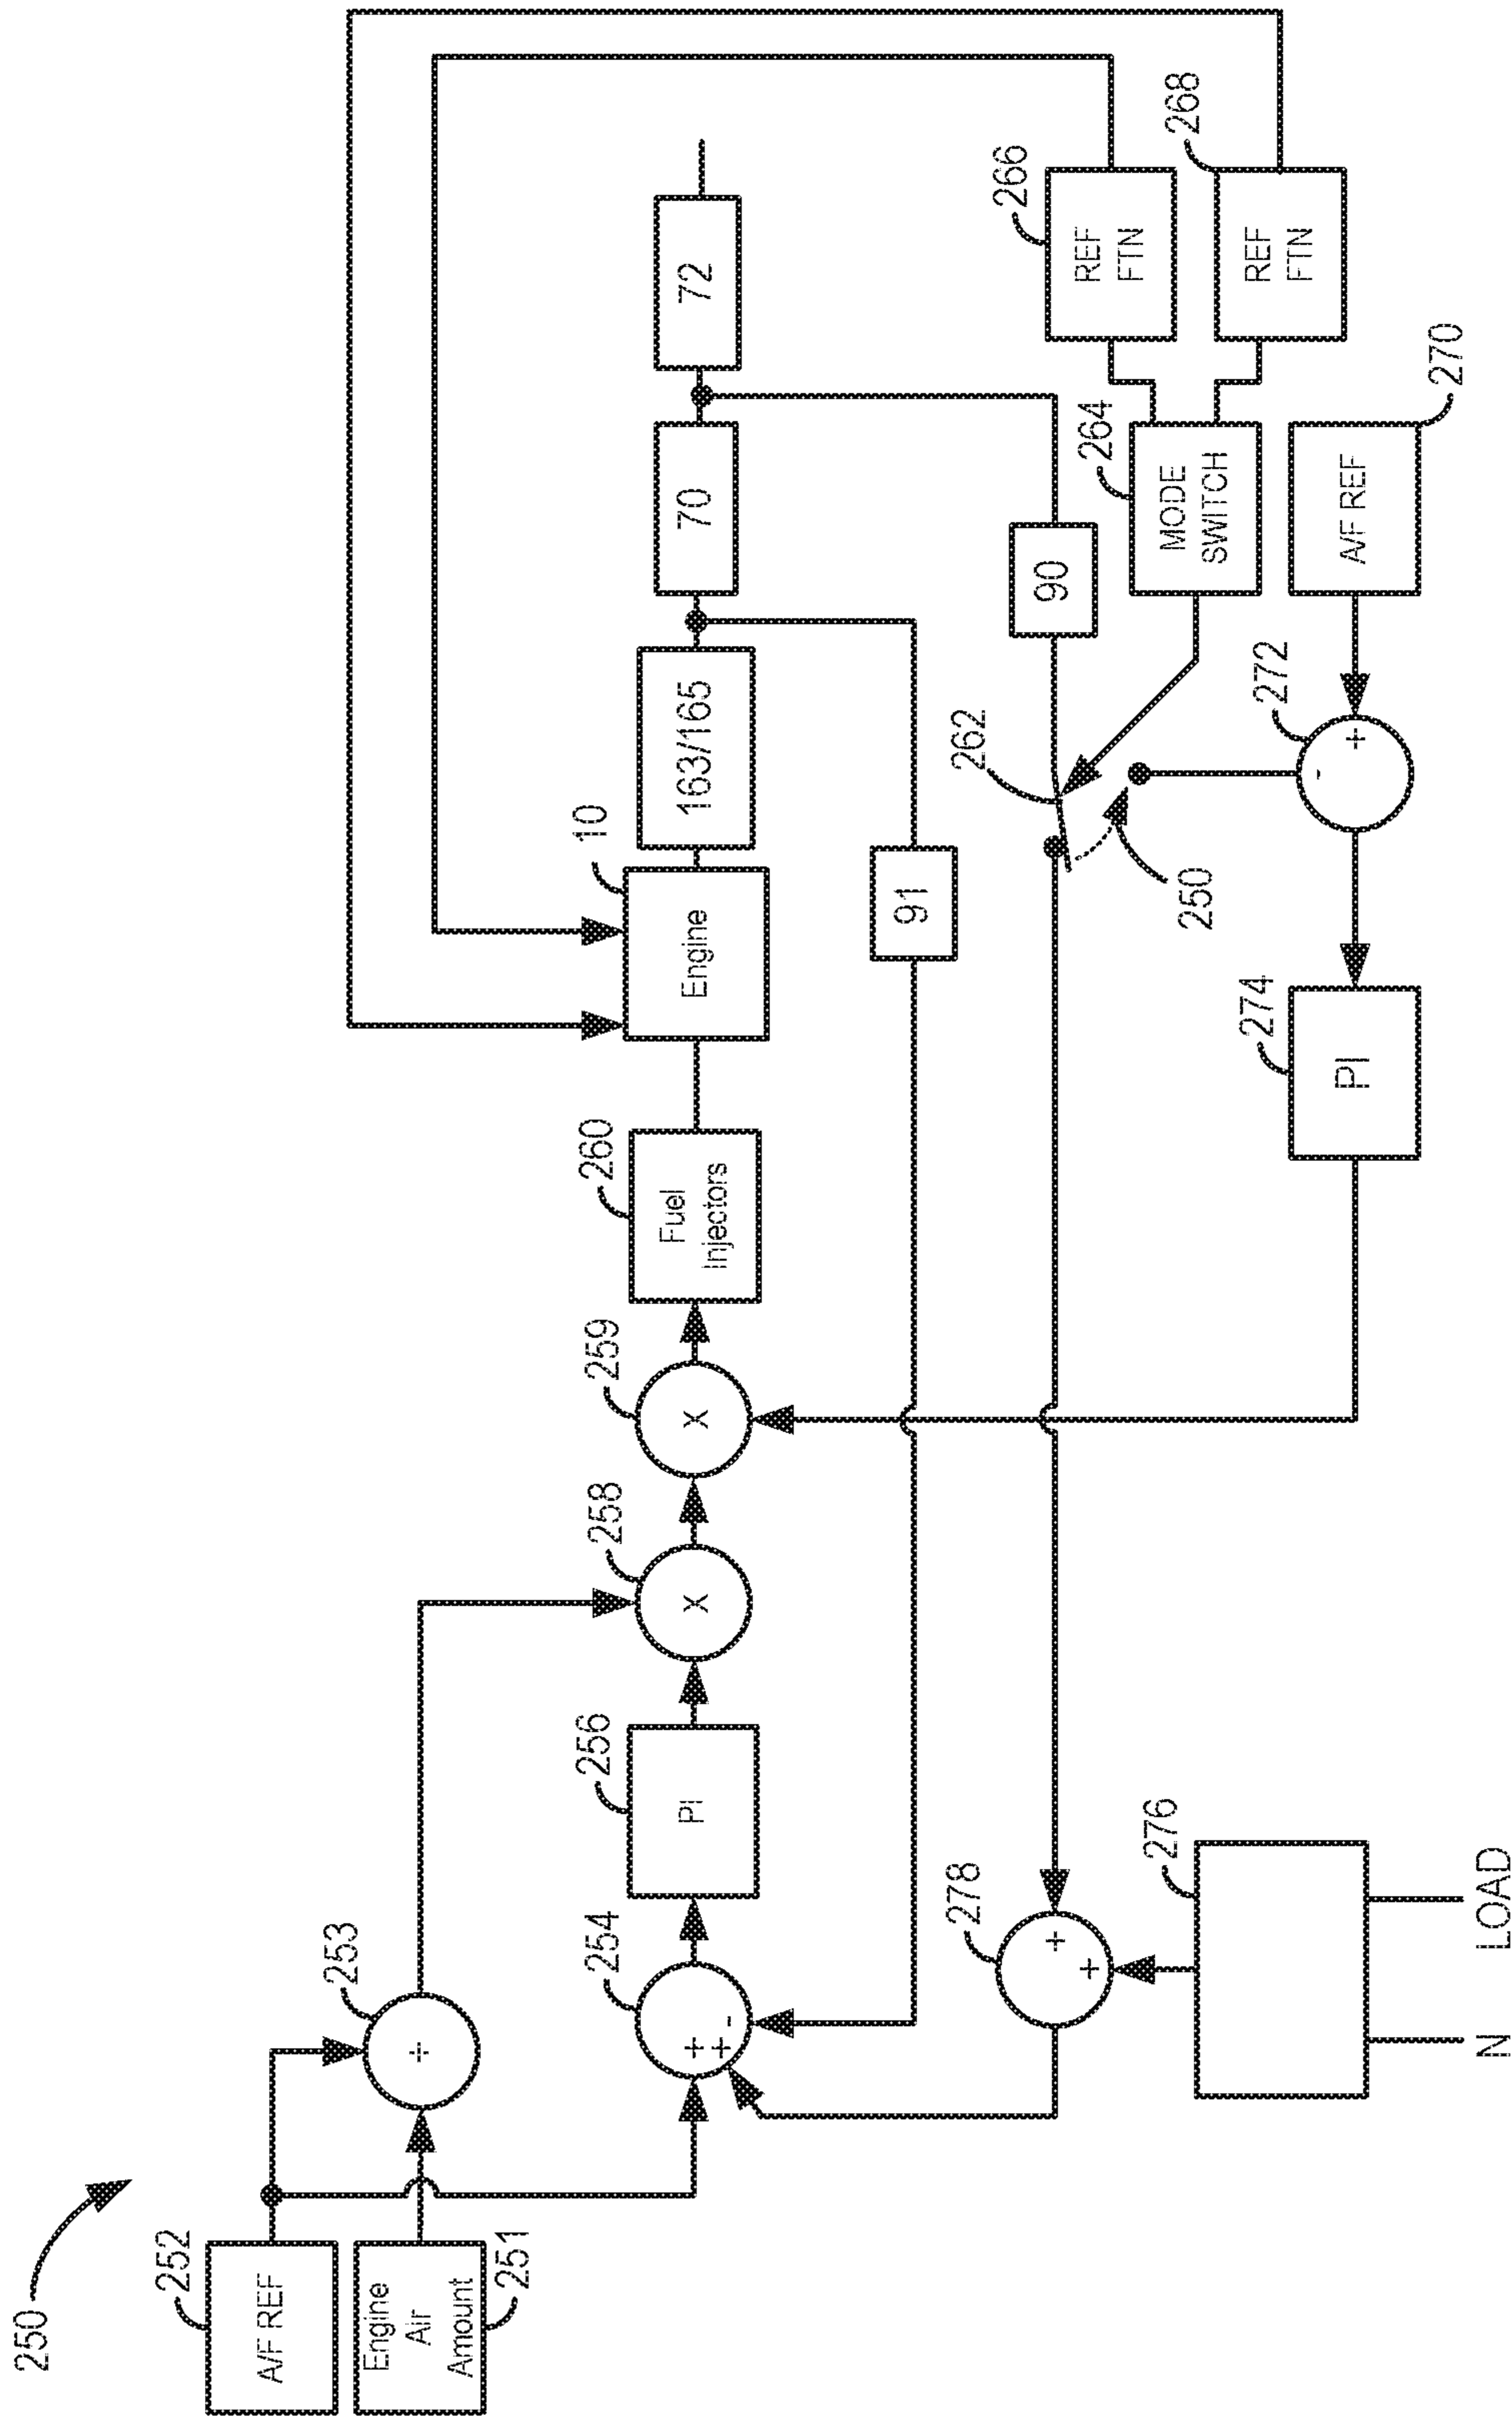 250
252
A/F REF
Engine
Air
Amount
251
253
÷
254
+
+
-
256
PI
258
X
259
X
260
Fuel
Injectors
10
Engine
163/165
70
72
91
90
262
250
264
MODE
SWITCH
266
REF
FTN
268
REF
FTN
270
A/F REF
272
+
-
274
PI
278
+
+
276
N
LOAD